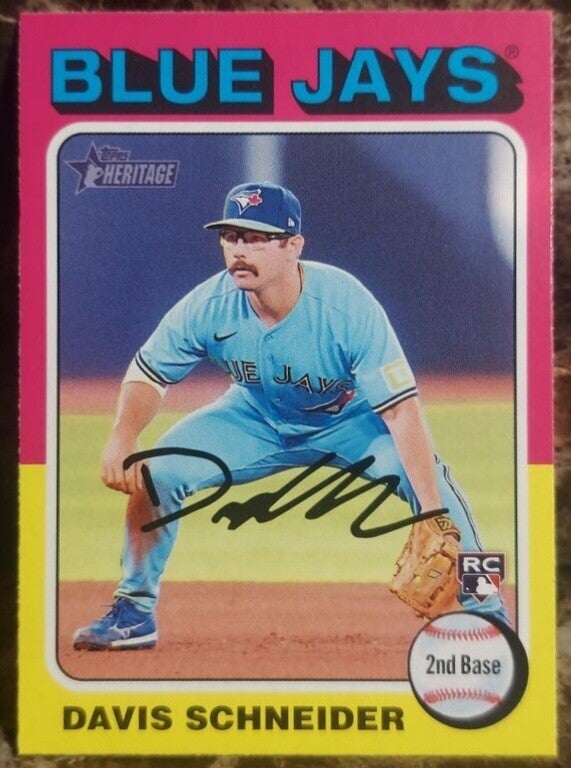 BLUE JAYS®
Topps
HERITAGE
BLUE JAYS
RC
2nd Base
DAVIS SCHNEIDER